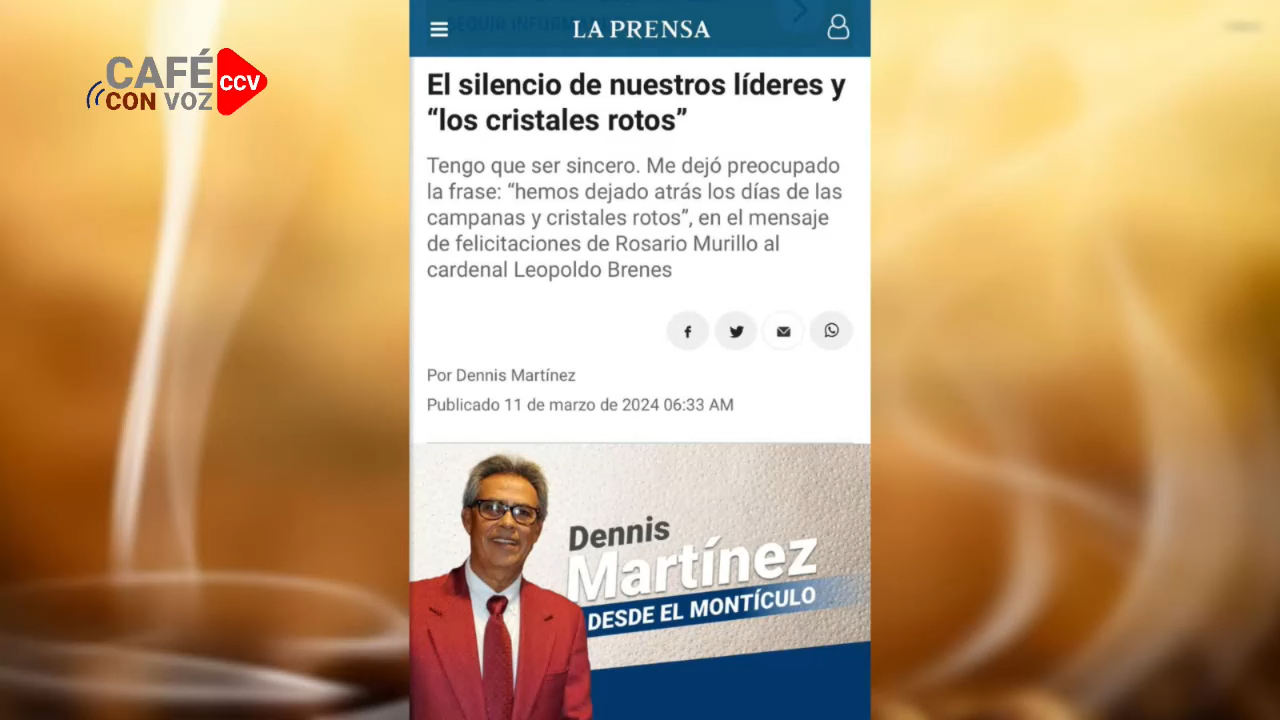 CAFÉ
CON VOZ
CCV
LA PRENSA
El silencio de nuestros líderes y
“los cristales rotos”
Tengo que ser sincero. Me dejó preocupado
la frase: “hemos dejado atrás los días de las
campanas y cristales rotos”, en el mensaje
de felicitaciones de Rosario Murillo al
cardenal Leopoldo Brenes
Por Dennis Martínez
Publicado 11 de marzo de 2024 06:33 AM
Dennis
Martínez
DESDE EL MONTÍCULO